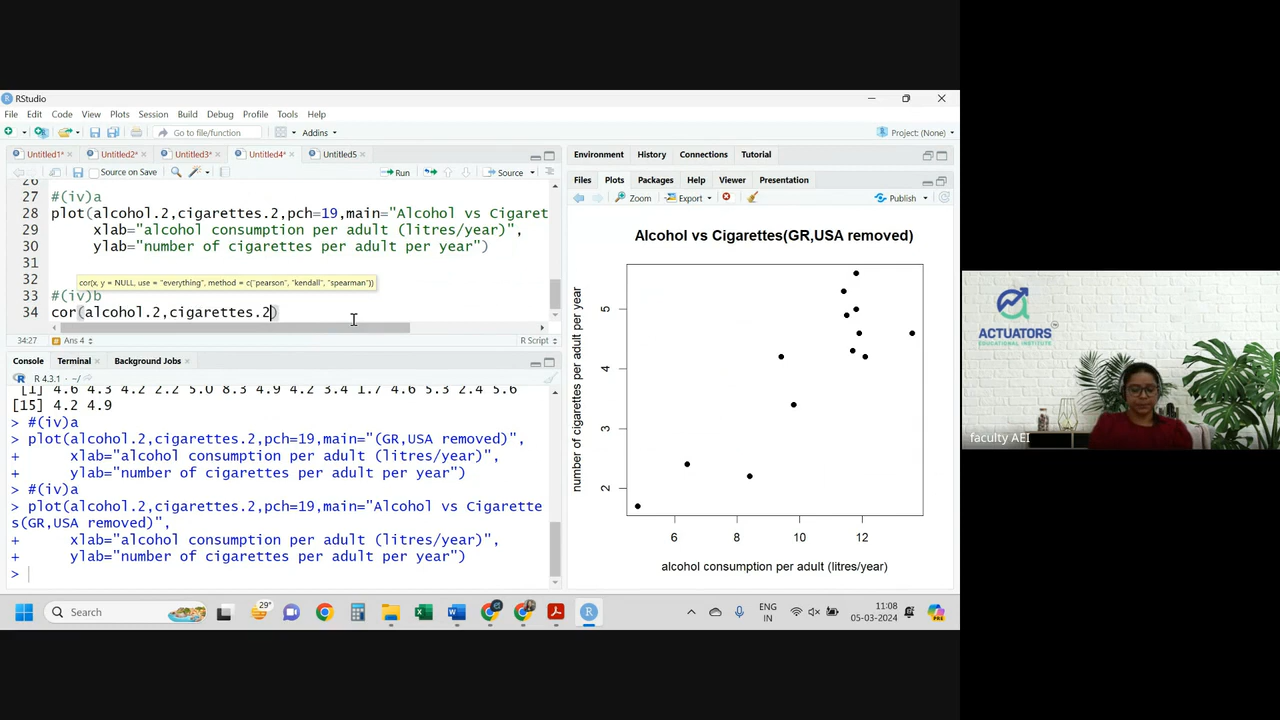 RStudio
File Edit Code View Plots Session Build Debug Profile Tools Help
Go to file/function Addins Project: (None)
Untitled1* Untitled2* Untitled3* Untitled4* Untitled5
Source on Save Run Source
26
27 #(iv)a
28 plot(alcohol.2,cigarettes.2,pch=19,main="Alcohol vs Cigaret
29 xlab="alcohol consumption per adult (litres/year)",
30 ylab="number of cigarettes per adult per year")
31
32
cor(x, y = NULL, use = "everything", method = c("pearson", "kendall", "spearman"))
33 #(iv)b
34 cor(alcohol.2,cigarettes.2)
34:27 Ans 4 R Script
Console Terminal Background Jobs
R 4.3.1 · ~/
[1] 4.6 4.3 4.2 2.2 5.0 8.3 4.9 4.2 3.4 1.7 4.6 5.3 2.4 5.6
[15] 4.2 4.9
> #(iv)a
> plot(alcohol.2,cigarettes.2,pch=19,main="(GR,USA removed)",
+ xlab="alcohol consumption per adult (litres/year)",
+ ylab="number of cigarettes per adult per year")
> #(iv)a
> plot(alcohol.2,cigarettes.2,pch=19,main="Alcohol vs Cigarette
s(GR,USA removed)",
+ xlab="alcohol consumption per adult (litres/year)",
+ ylab="number of cigarettes per adult per year")
>
Environment History Connections Tutorial
Files Plots Packages Help Viewer Presentation
Zoom Export Publish
Alcohol vs Cigarettes(GR,USA removed)
number of cigarettes per adult per year
5
4
3
2
6 8 10 12
alcohol consumption per adult (litres/year)
ACTUATORS
EDUCATIONAL INSTITUTE
faculty AEI
Search
29°
ENG
IN
11:08
05-03-2024